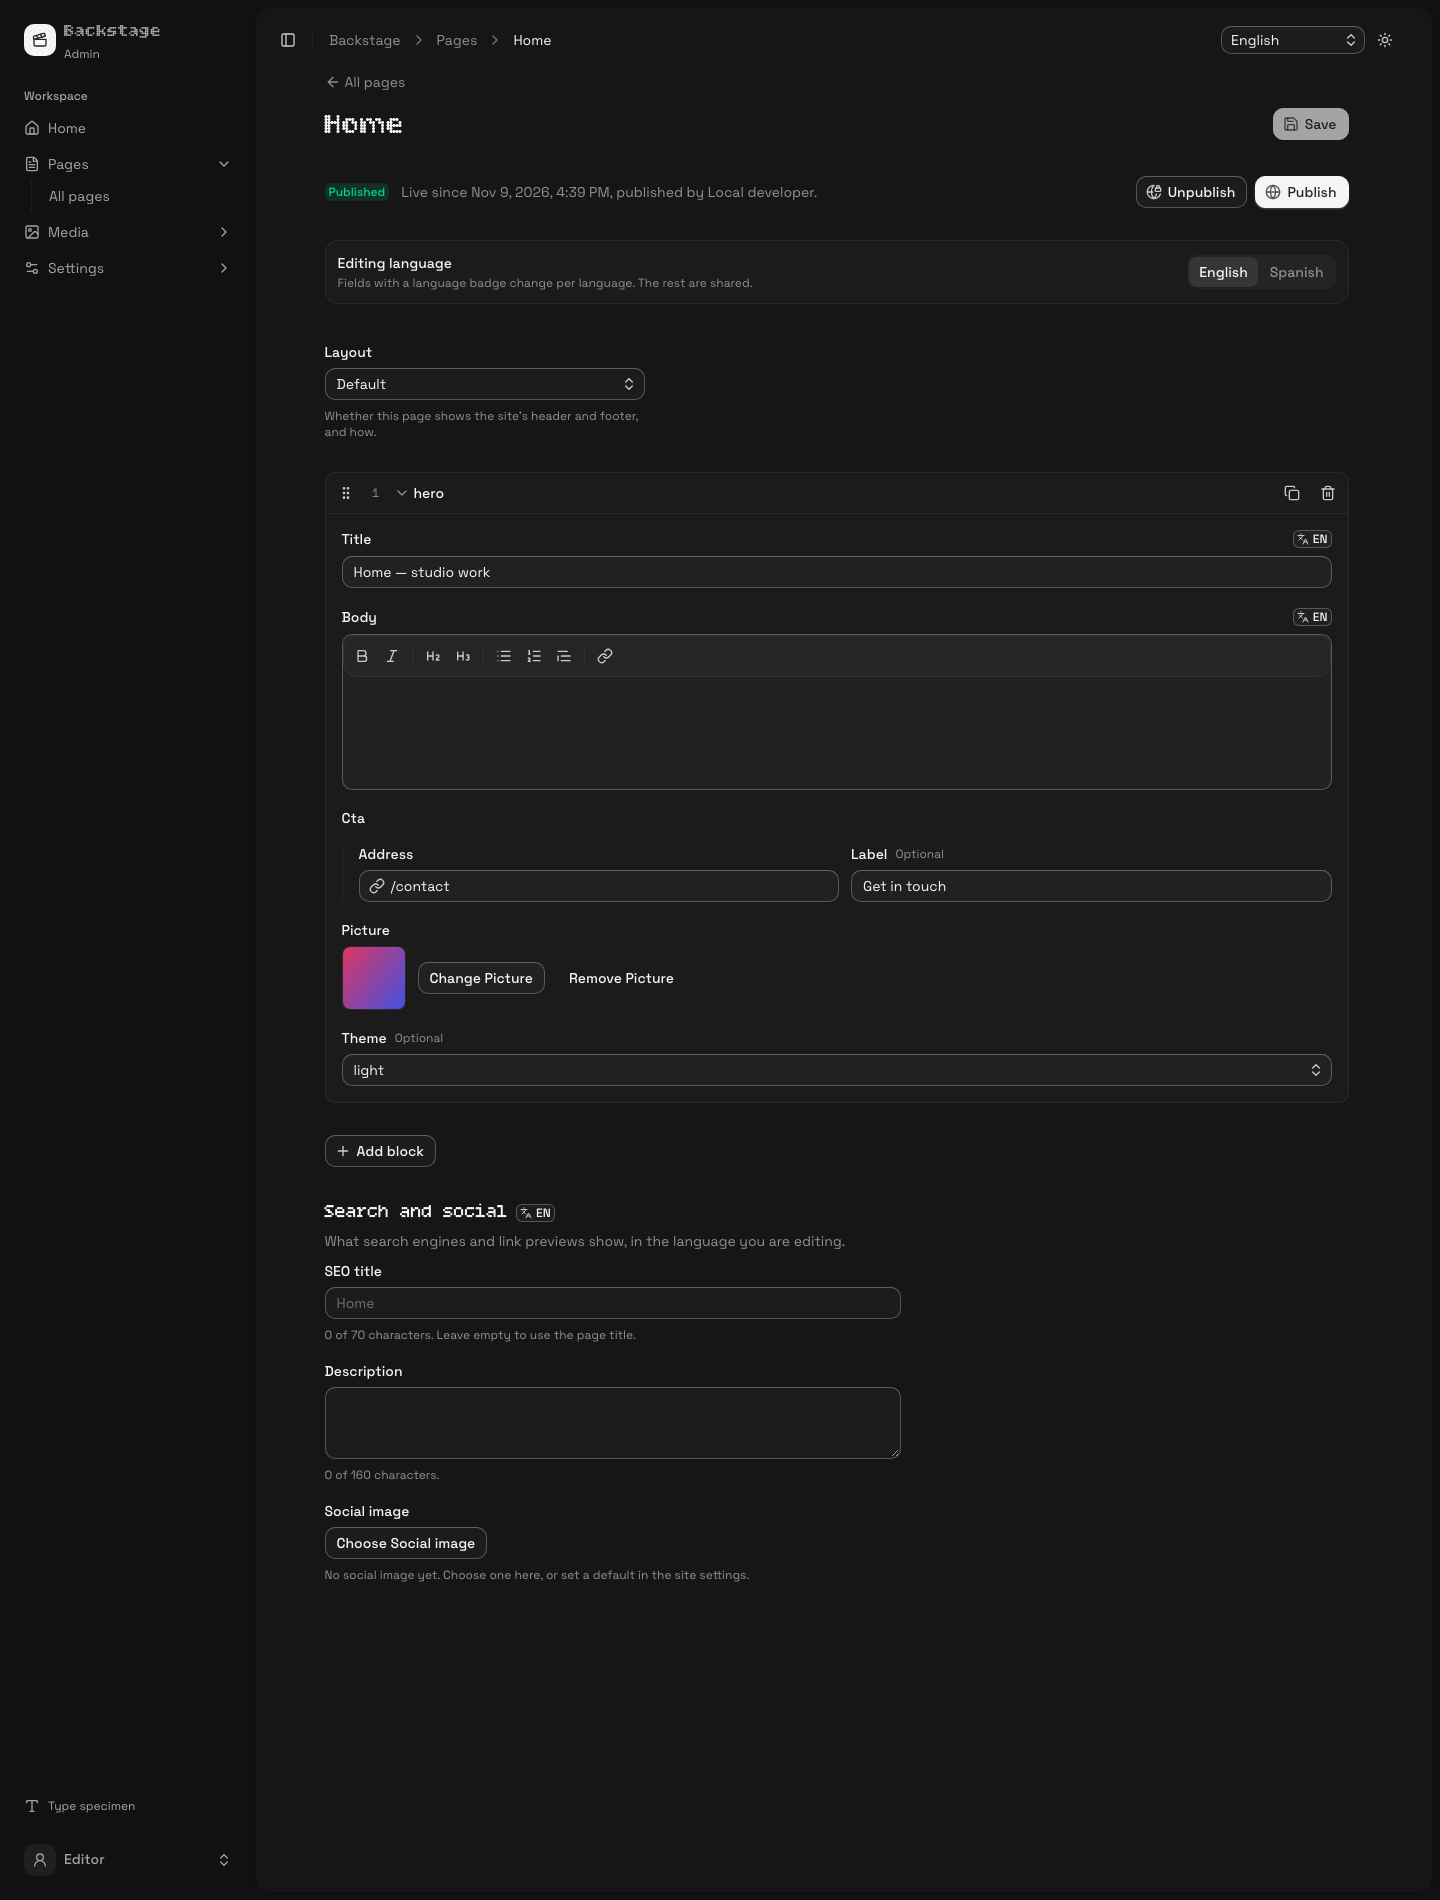 Backstage
Admin
Workspace
Home
Pages
All pages
Media
Settings
Type specimen
Editor
Backstage
Pages
Home
English
All pages
Home
Save
Published
Live since Nov 9, 2026, 4:39 PM, published by Local developer.
Unpublish
Publish
Editing language
Fields with a language badge change per language. The rest are shared.
English
Spanish
Layout
Default
Whether this page shows the site's header and footer,
and how.
1
hero
Title
EN
Home — studio work
Body
EN
B
I
H2
H3
Cta
Address
Label Optional
/contact
Get in touch
Picture
Change Picture
Remove Picture
Theme Optional
light
Add block
Search and social
EN
What search engines and link previews show, in the language you are editing.
SEO title
Home
0 of 70 characters. Leave empty to use the page title.
Description
0 of 160 characters.
Social image
Choose Social image
No social image yet. Choose one here, or set a default in the site settings.